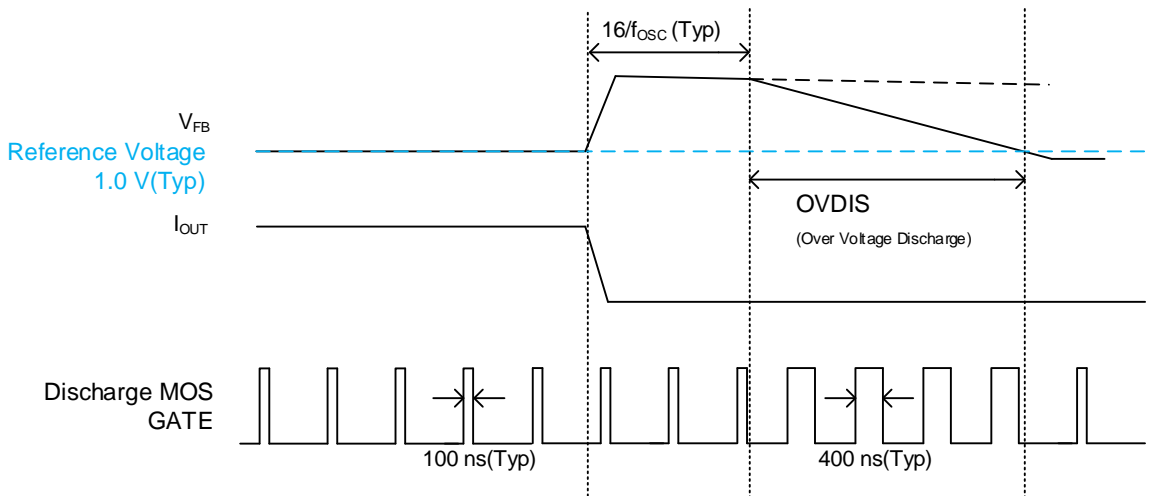 16/fOSC (Typ)
VFB
Reference Voltage
1.0 V(Typ)
OVDIS
(Over Voltage Discharge)
IOUT
Discharge MOS
GATE
100 ns(Typ)
400 ns(Typ)